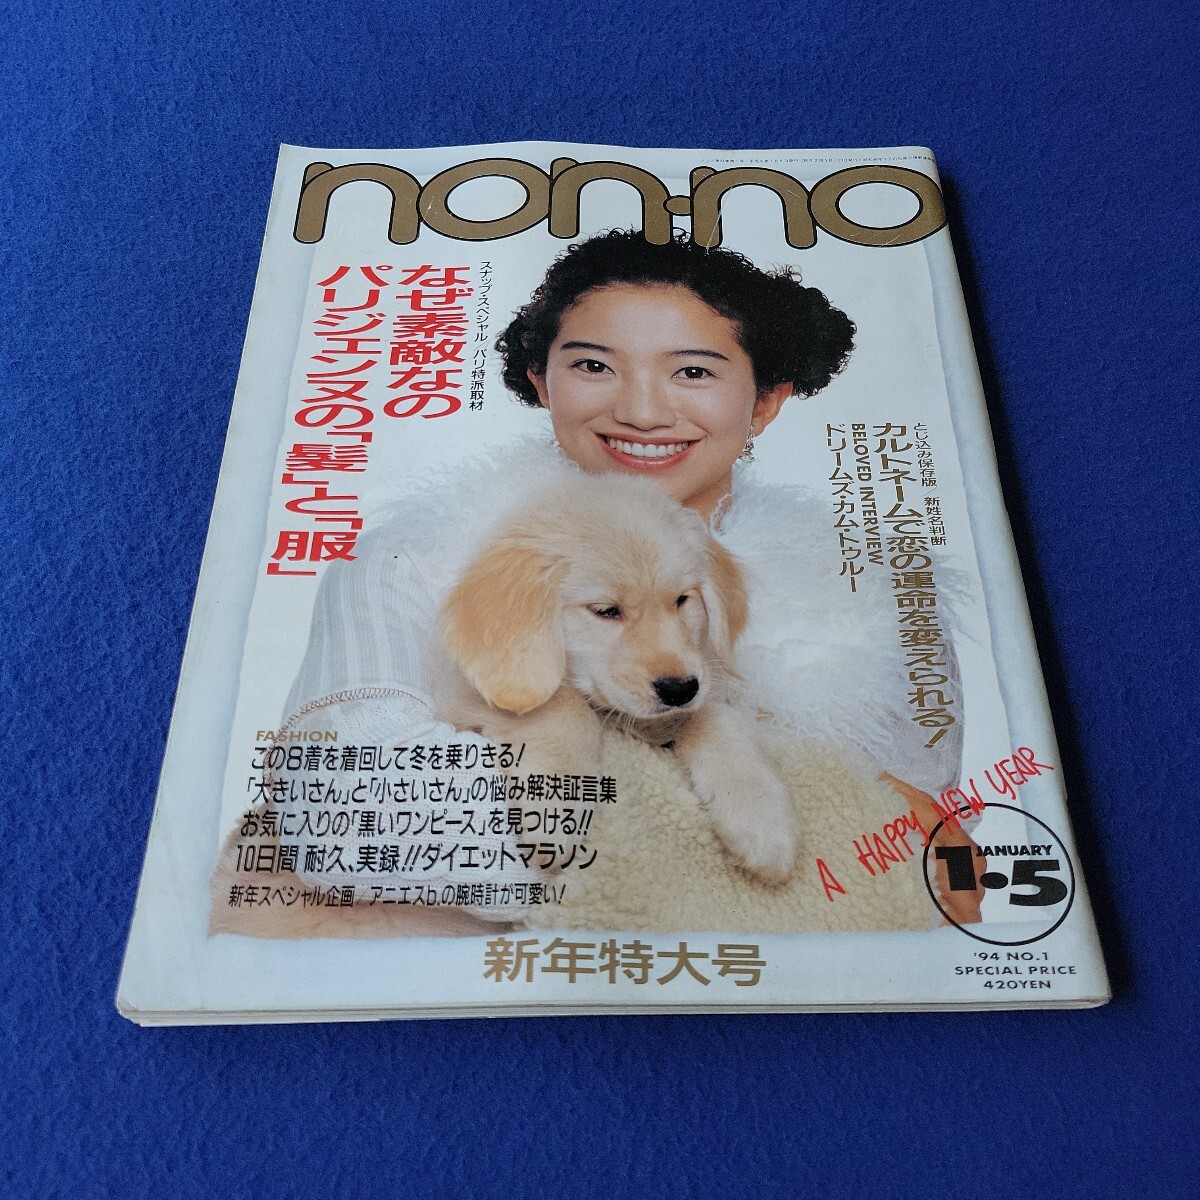 non・no
スナップ・スペシャル/パリ特派取材
なぜ素敵なの
パリジェンヌの「髪」と「服」
とじ込み保存版 新姓名判断
カルトネームで恋の運命を変えられる!
BELOVED INTERVIEW
ドリームズ・カム・トゥルー
FASHION
この8着を着回して冬を乗りきる!
「大きいさん」と「小さいさん」の悩み解決証言集
お気に入りの「黒いワンピース」を見つける!!
10日間 耐久、実録!!ダイエットマラソン
新年スペシャル企画/アニエスb.の腕時計が可愛い!
A HAPPY NEW YEAR
JANUARY
1・5
'94 NO.1
SPECIAL PRICE
420YEN
新年特大号